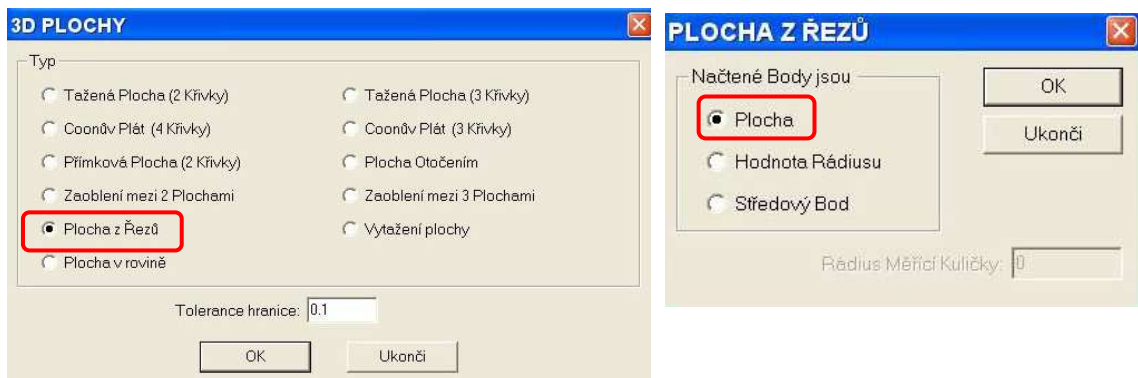 3D PLOCHY
Typ
Tažená Plocha (2 Křivky)
Tažená Plocha (3 Křivky)
Coonův Plát (4 Křivky)
Coonův Plát (3 Křivky)
Přímková Plocha (2 Křivky)
Plocha Otočením
Zaoblení mezi 2 Plochami
Zaoblení mezi 3 Plochami
Plocha z Řezů
Vytažení plochy
Plocha v rovině
Tolerance hranice: 0.1
OK
Ukonči
PLOCHA Z ŘEZŮ
Načtené Body jsou
Plocha
Hodnota Rádiusu
Středový Bod
OK
Ukonči
Rádius Měřící Kuličky: 0